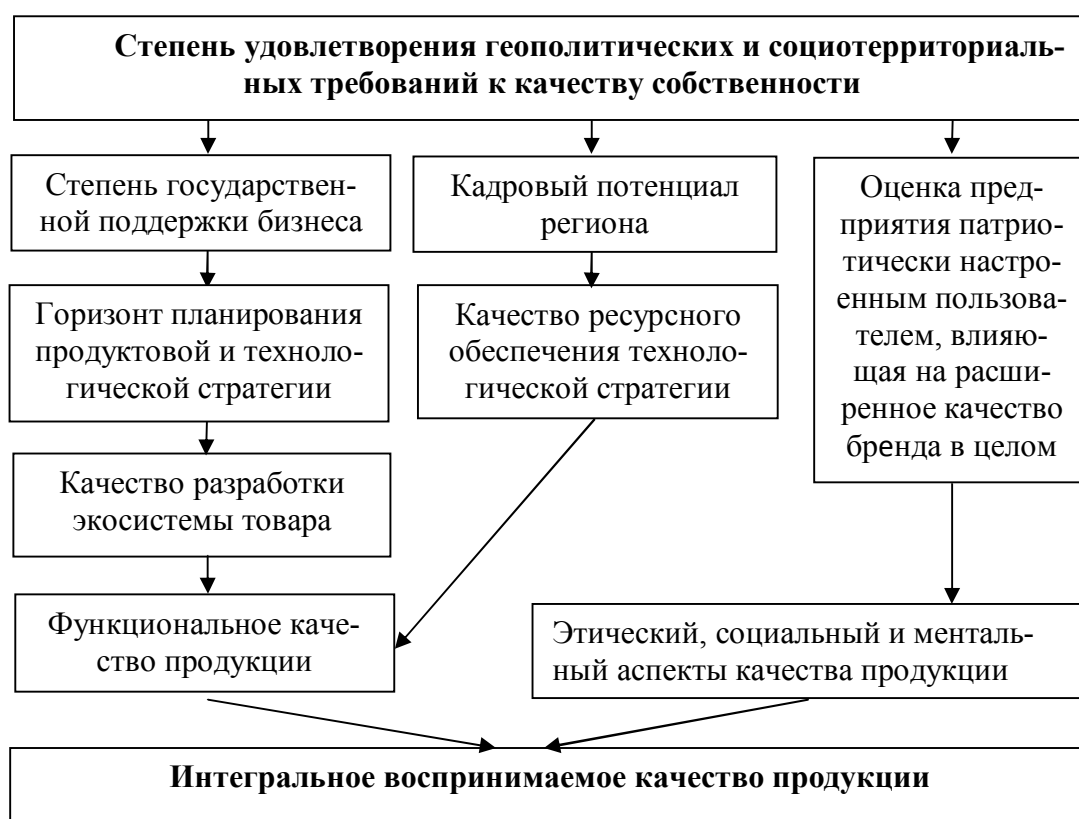 Степень удовлетворения геополитических и социотерриториаль-
ных требований к качеству собственности
Степень государствен-
ной поддержки бизнеса
Кадровый потенциал
региона
Оценка пред-
приятия патрио-
тически настро-
енным пользова-
телем, влияю-
щая на расши-
ренное качество
бренда в целом
Горизонт планирования
продуктовой и техноло-
гической стратегии
Качество ресурсного
обеспечения техноло-
гической стратегии
Качество разработки
экосистемы товара
Функциональное каче-
ство продукции
Этический, социальный и менталь-
ный аспекты качества продукции
Интегральное воспринимаемое качество продукции